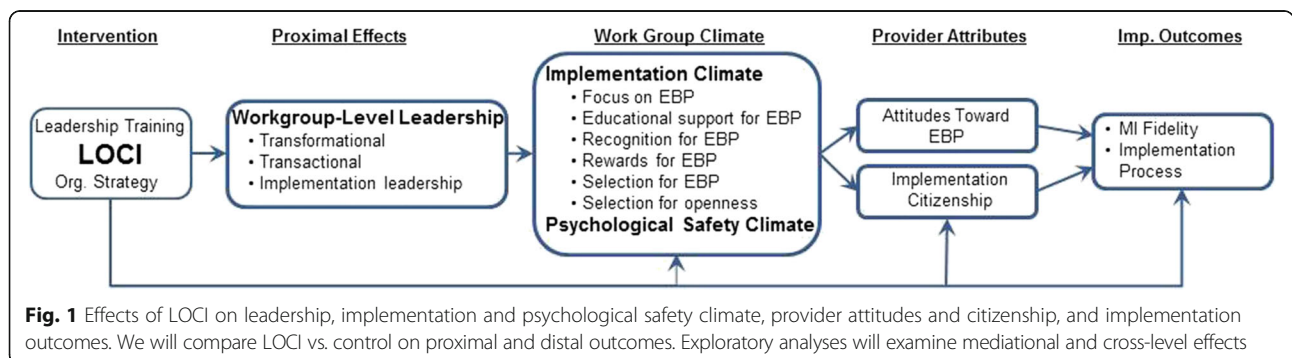 Intervention
Proximal Effects
Work Group Climate
Provider Attributes
Imp. Outcomes
Leadership Training
LOCI
Org. Strategy
Workgroup-Level Leadership
• Transformational
• Transactional
• Implementation leadership
Implementation Climate
• Focus on EBP
• Educational support for EBP
• Recognition for EBP
• Rewards for EBP
• Selection for EBP
• Selection for openness
Psychological Safety Climate
Attitudes Toward
EBP
Implementation
Citizenship
• MI Fidelity
• Implementation
Process
Fig. 1 Effects of LOCI on leadership, implementation and psychological safety climate, provider attitudes and citizenship, and implementation
outcomes. We will compare LOCI vs. control on proximal and distal outcomes. Exploratory analyses will examine mediational and cross-level effects